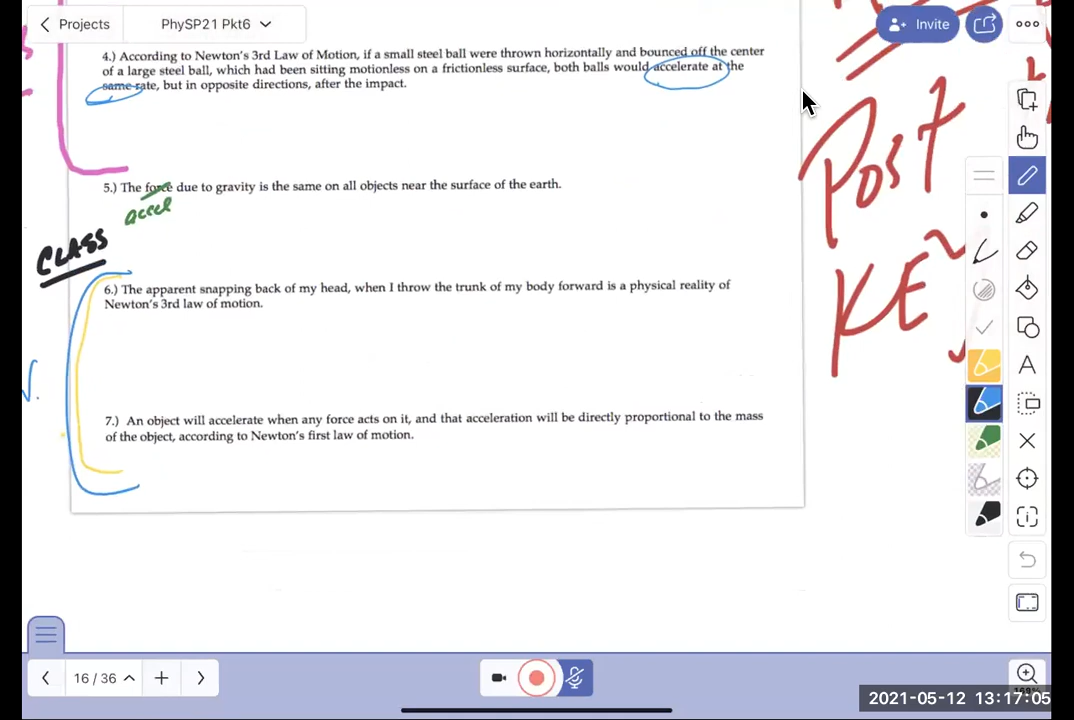 Projects
PhySP21 Pkt6
Invite
4.) According to Newton's 3rd Law of Motion, if a small steel ball were thrown horizontally and bounced off the center
of a large steel ball, which had been sitting motionless on a frictionless surface, both balls would accelerate at the
same rate, but in opposite directions, after the impact.
POST
5.) The force due to gravity is the same on all objects near the surface of the earth.
accel
CLASS
KEY
6.) The apparent snapping back of my head, when I throw the trunk of my body forward is a physical reality of
Newton's 3rd law of motion.
7.) An object will accelerate when any force acts on it, and that acceleration will be directly proportional to the mass
of the object, according to Newton's first law of motion.
A
16 / 36
2021-05-12 13:17:05